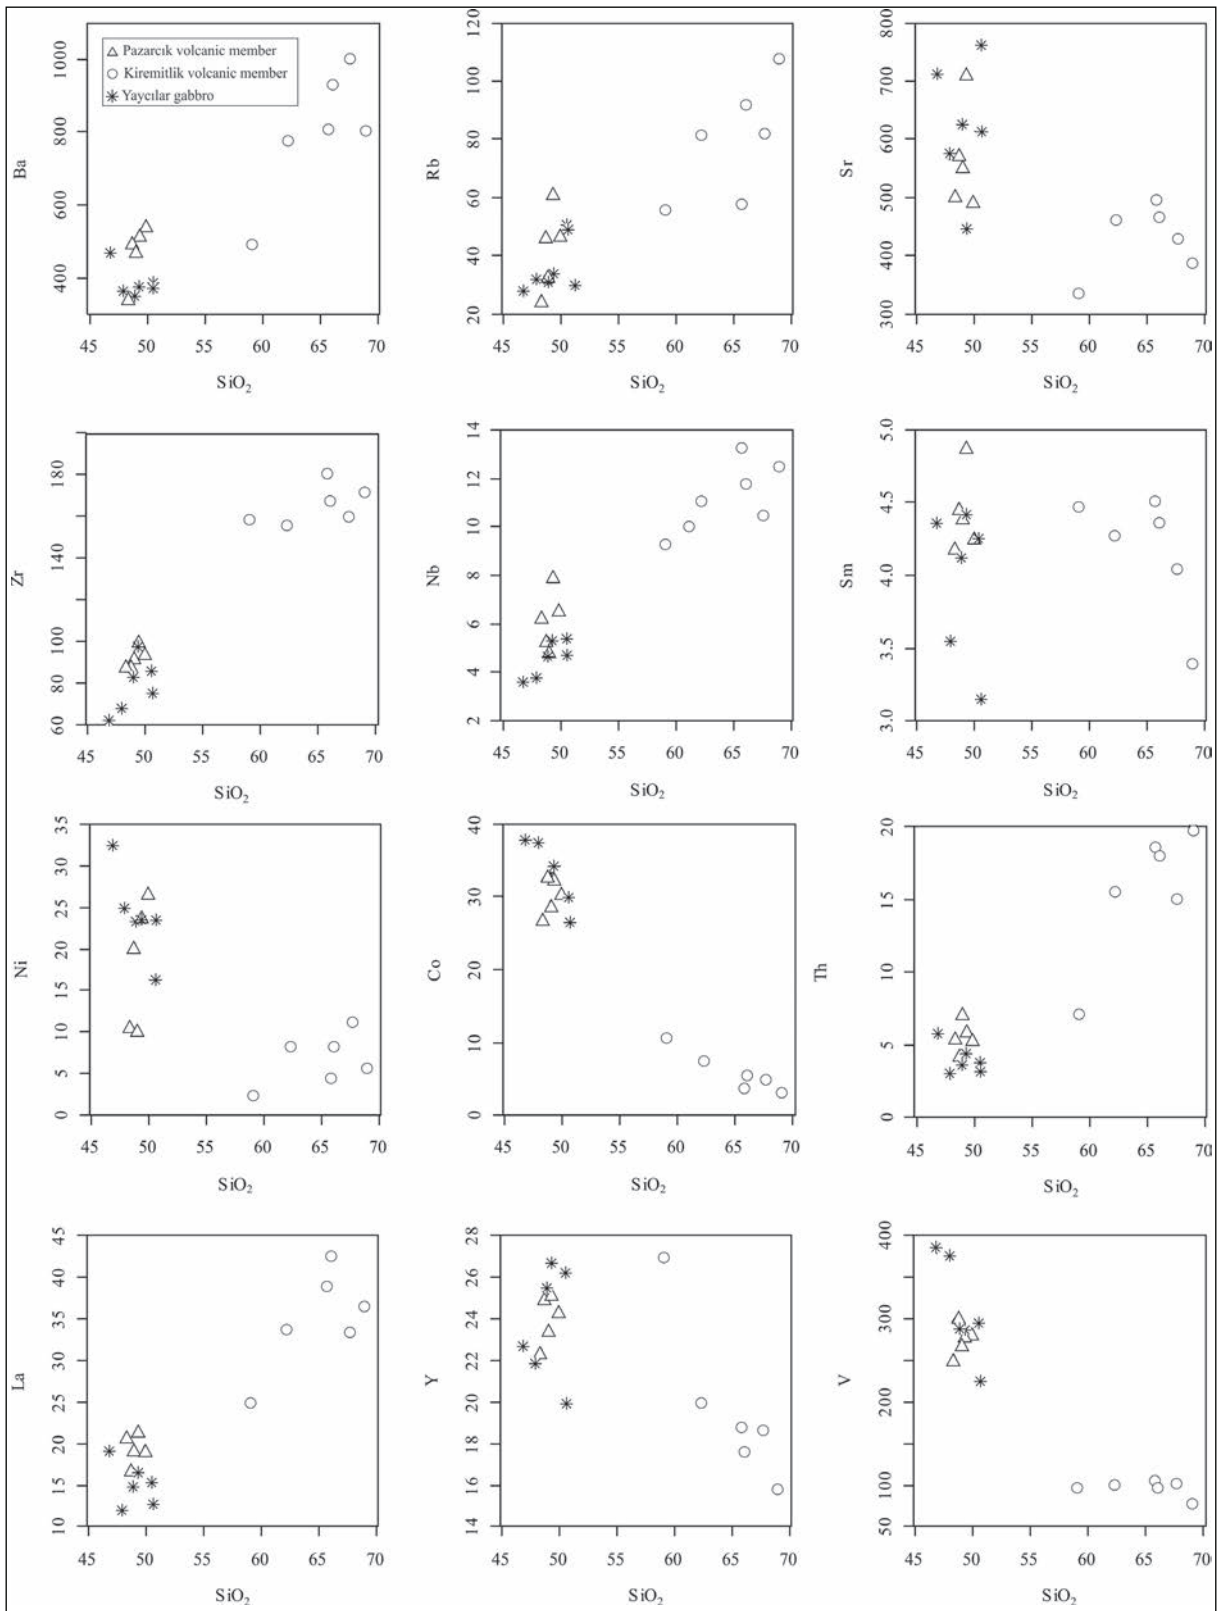 Pazarcık volcanic member
Kiremitlik volcanic member
Yaycılar gabbro
Ba
400 600 800 1000
45 50 55 60 65 70
SiO₂
Rb
20 40 60 80 100 120
45 50 55 60 65 70
SiO₂
Sr
300 400 500 600 700 800
45 50 55 60 65 70
SiO₂
Zr
60 80 100 140 180
45 50 55 60 65 70
SiO₂
Nb
2 4 6 8 10 12 14
45 50 55 60 65 70
SiO₂
Sm
3.0 3.5 4.0 4.5 5.0
45 50 55 60 65 70
SiO₂
Ni
0 5 10 15 20 25 30 35
45 50 55 60 65 70
SiO₂
Co
0 10 20 30 40
45 50 55 60 65 70
SiO₂
Th
0 5 10 15 20
45 50 55 60 65 70
SiO₂
La
10 15 20 25 30 35 40 45
45 50 55 60 65 70
SiO₂
Y
14 16 18 20 22 24 26 28
45 50 55 60 65 70
SiO₂
V
50 100 200 300 400
45 50 55 60 65 70
SiO₂